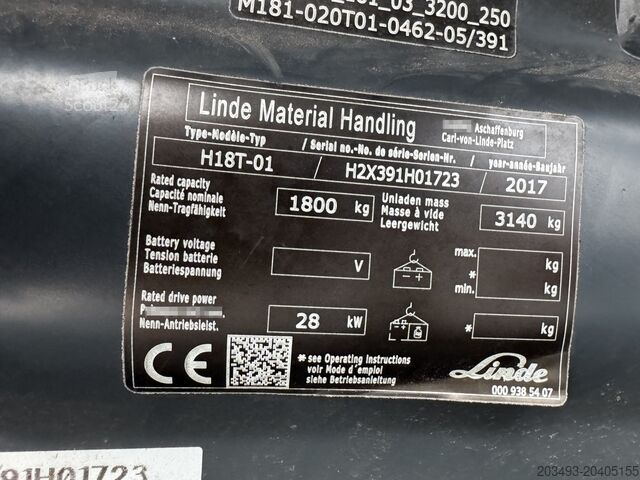 03_3200_250
M181-020T01-0462-05/391
Linde Material Handling
Aschaffenburg
Carl-von-Linde-Platz
Type-Modèle-Typ / Serial no.-No. de série-Serien-Nr. / year-année-Baujahr
H18T-01 / H2X391H01723 / 2017
Rated capacity
Capacité nominale
Nenn-Tragfähigkeit
1800 kg
Unladen mass
Masse à vide
Leergewicht
3140 kg
Battery voltage
Tension batterie
Batteriespannung
V
max. kg
*
min. kg
Rated drive power
Nenn-Antriebsleist.
28 kW
* kg
CE
* see Operating instructions
voir Mode d'emploi
siehe Betriebsanleitung
Linde
000 938 54 07
91H01723
203493-20405155